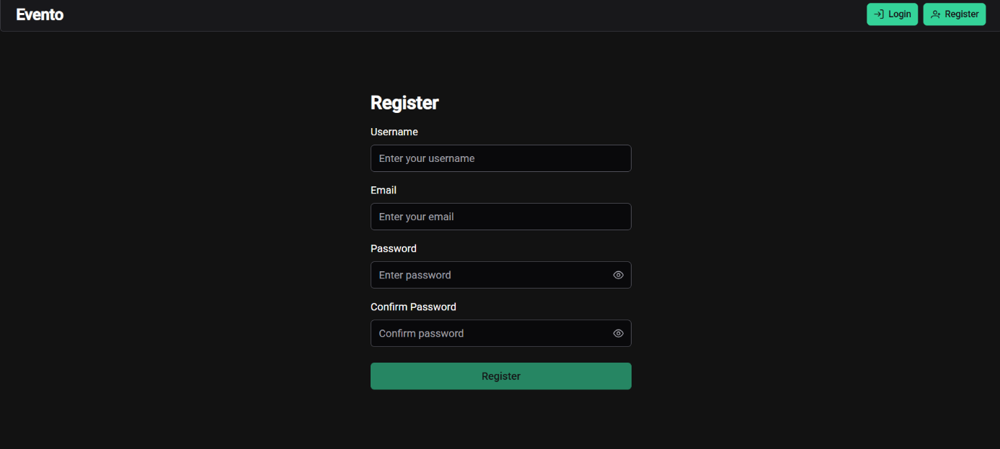 Evento
Login
Register
Register
Username
Enter your username
Email
Enter your email
Password
Enter password
Confirm Password
Confirm password
Register